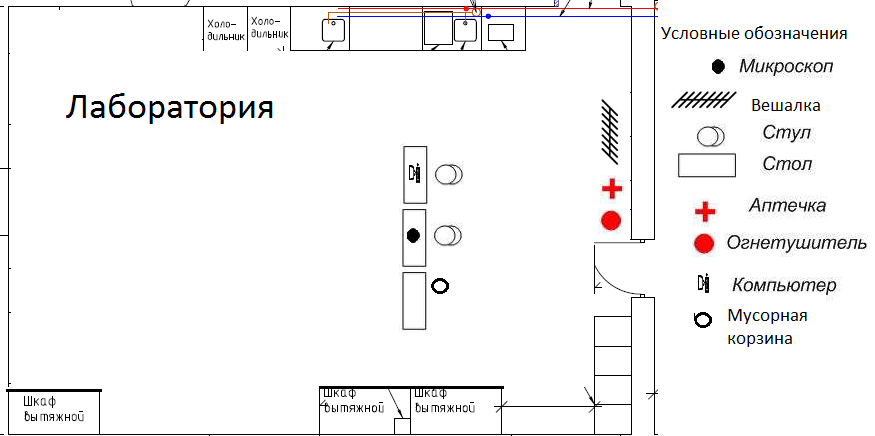 Холо-
дильник
Холо-
дильник
Лаборатория
Шкаф
вытяжной
Шкаф
вытяжной
Шкаф
вытяжной
Условные обозначения
Микроскоп
Вешалка
Стул
Стол
Аптечка
Огнетушитель
Компьютер
Мусорная
корзина